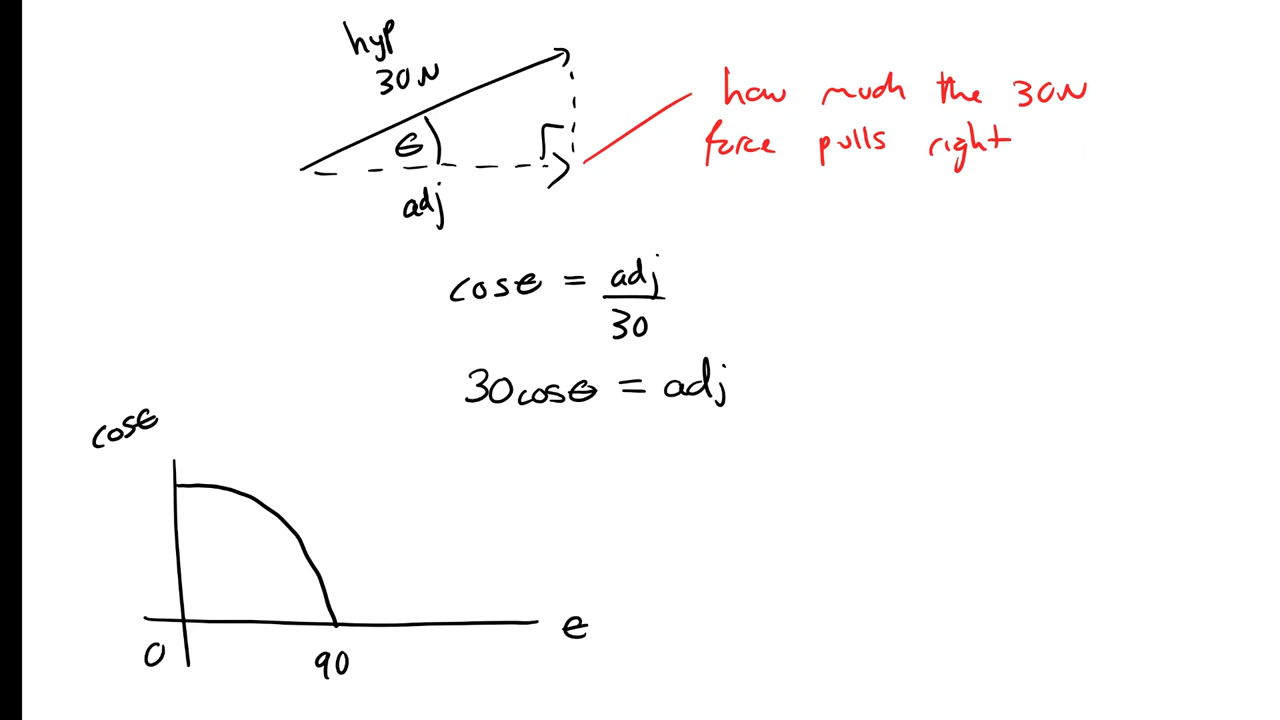 hyp
30N
θ
adj
how much the 30N
force pulls right
cosθ = adj
30
30cosθ = adj
cosθ
0
90
θ